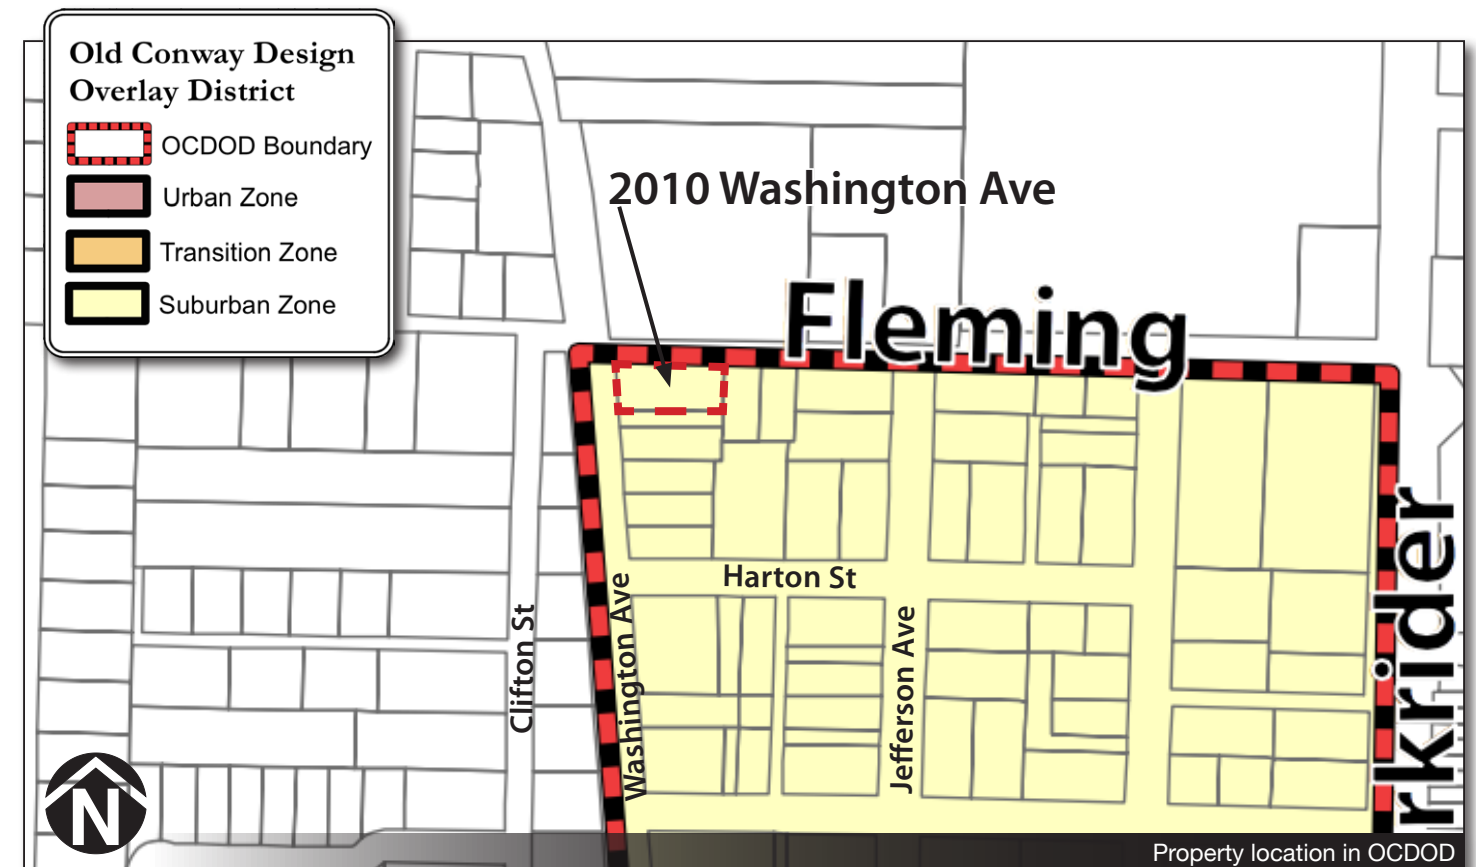 Old Conway Design
Overlay District
OCDOD Boundary
Urban Zone
Transition Zone
Suburban Zone
2010 Washington Ave
Fleming
Harton St
Clifton St
Washington Ave
Jefferson Ave
rkrider
N
Property location in OCDOD